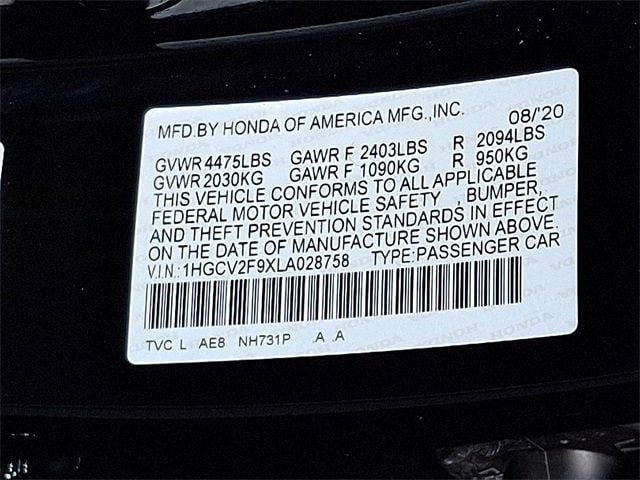 MFD.BY HONDA OF AMERICA MFG.,INC. 08/'20
GVWR 4475LBS GAWR F 2403LBS R 2094LBS
GVWR 2030KG GAWR F 1090KG R 950KG
THIS VEHICLE CONFORMS TO ALL APPLICABLE
FEDERAL MOTOR VEHICLE SAFETY , BUMPER,
AND THEFT PREVENTION STANDARDS IN EFFECT
ON THE DATE OF MANUFACTURE SHOWN ABOVE.
V.I.N.:1HGCV2F9XLA028758 TYPE:PASSENGER CAR
TVC L AE8 NH731P .A .A